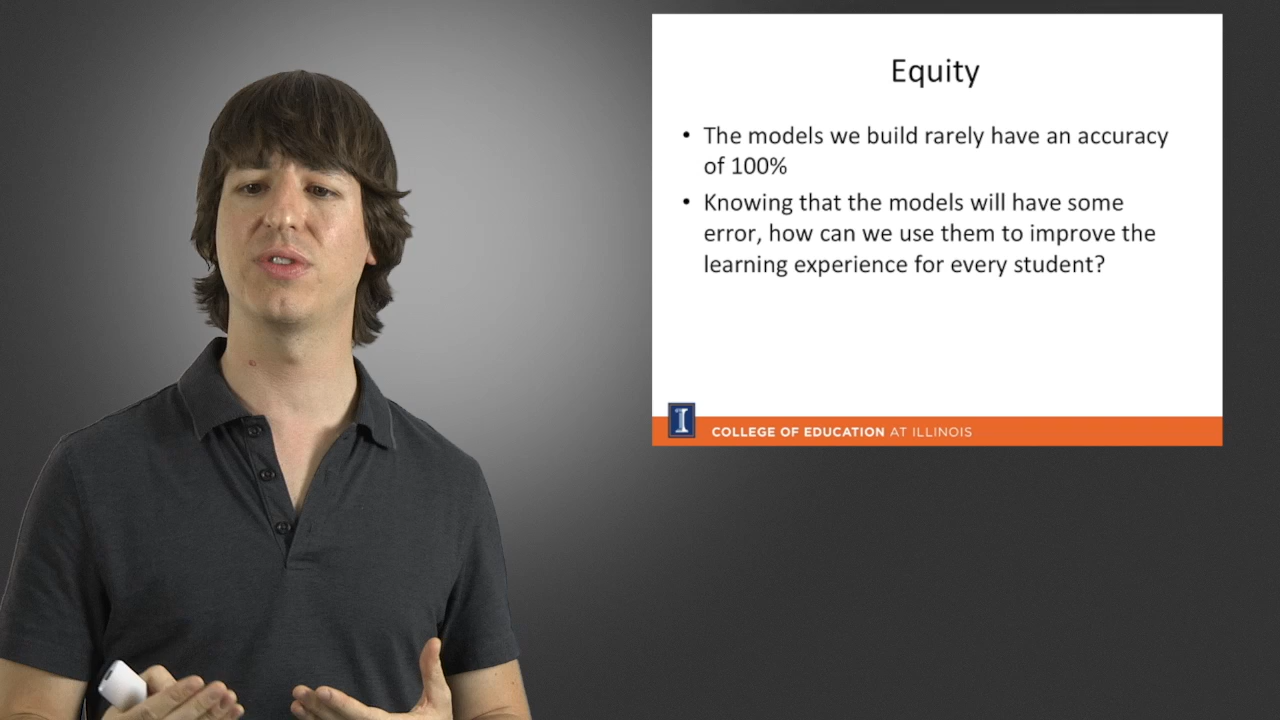 Equity
• The models we build rarely have an accuracy
of 100%
• Knowing that the models will have some
error, how can we use them to improve the
learning experience for every student?
I
COLLEGE OF EDUCATION AT ILLINOIS